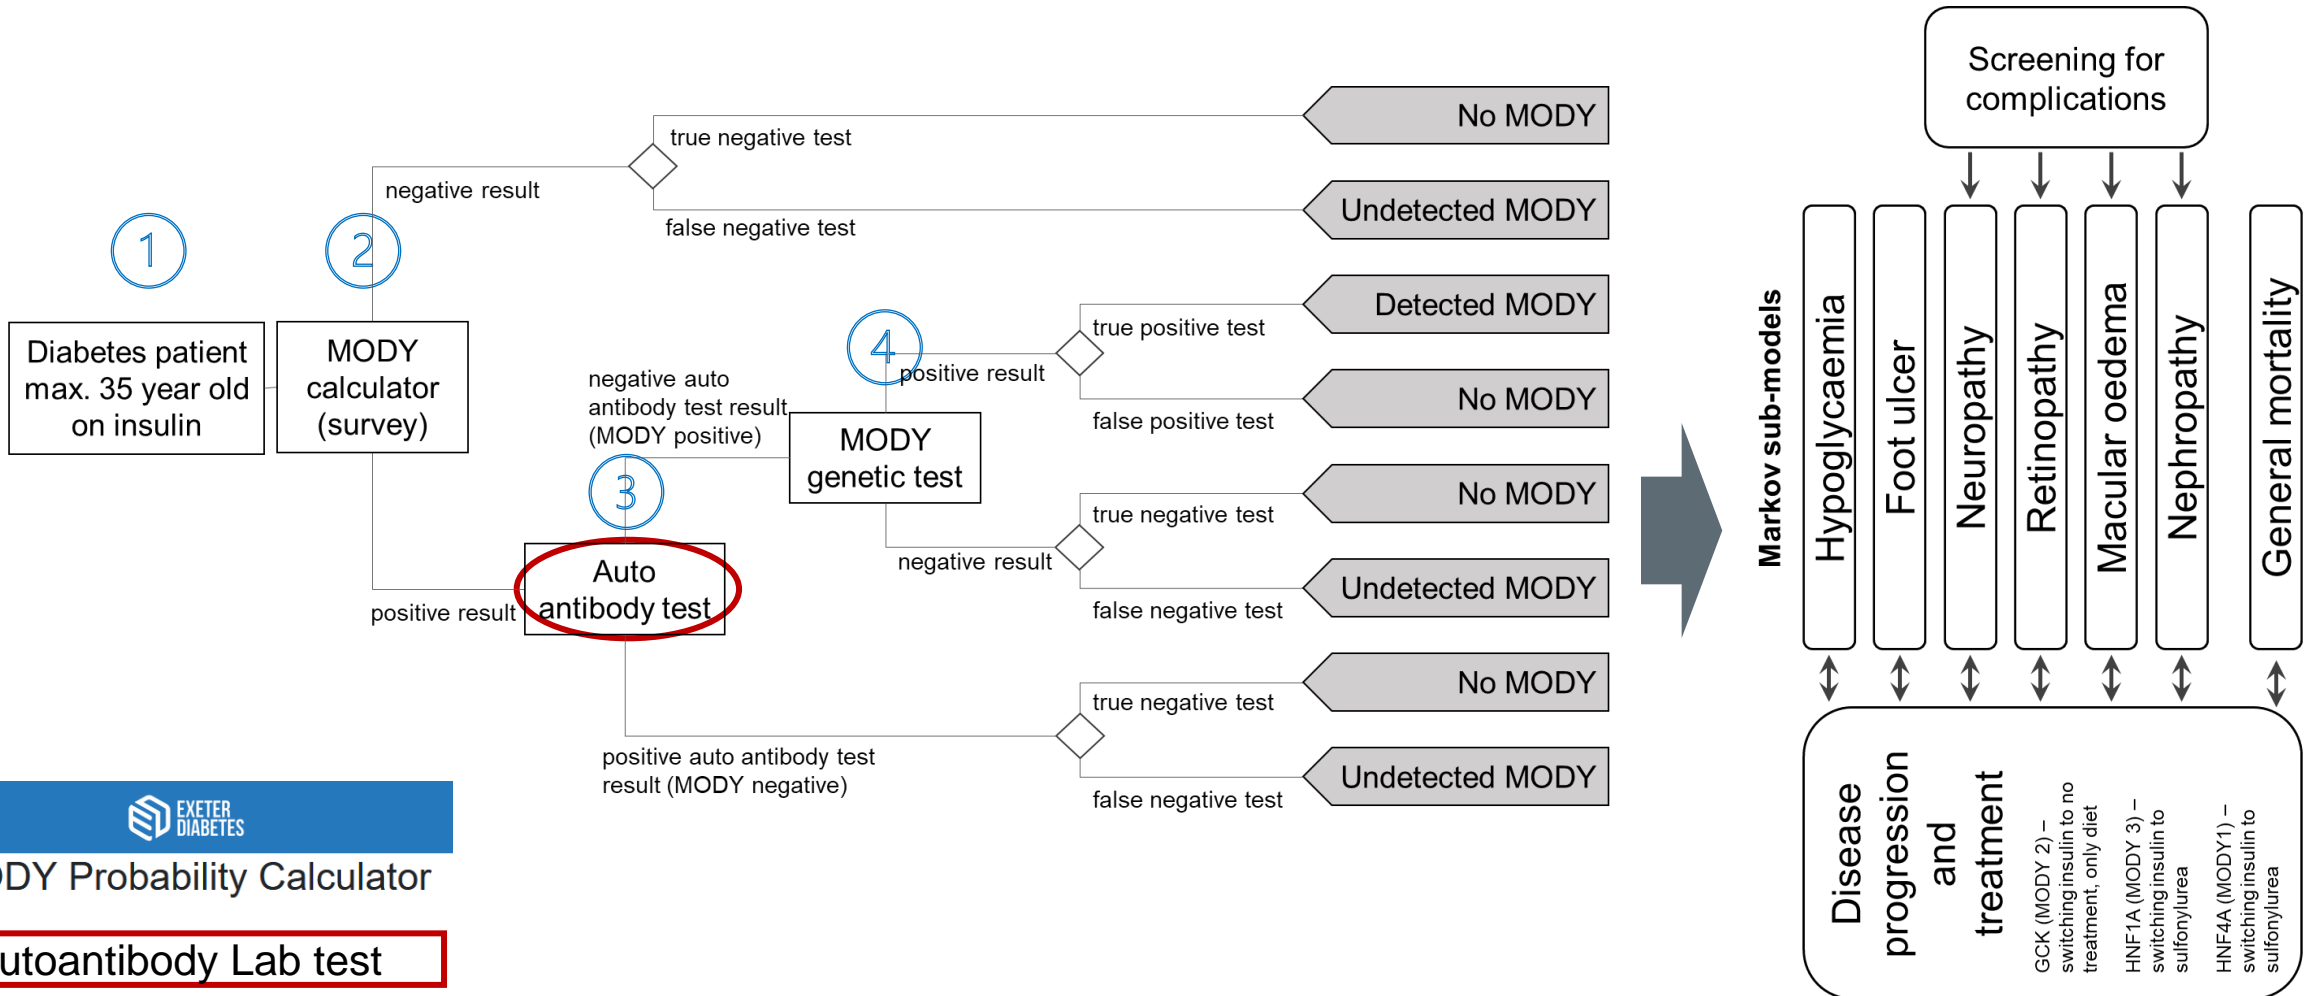 Screening for
complications
1
2
3
4
Diabetes patient
max. 35 year old
on insulin
MODY
calculator
(survey)
negative result
positive result
true negative test
false negative test
Auto
antibody test
negative auto
antibody test result
(MODY positive)
MODY
genetic test
positive result
negative result
true positive test
false positive test
true negative test
false negative test
positive auto antibody test
result (MODY negative)
true negative test
false negative test
No MODY
Undetected MODY
Detected MODY
No MODY
No MODY
Undetected MODY
No MODY
Undetected MODY
Markov sub-models
Hypoglycaemia
Foot ulcer
Neuropathy
Retinopathy
Macular oedema
Nephropathy
General mortality
Disease
progression
and
treatment
GCK (MODY 2) –
switching insulin to no
treatment, only diet
HNF1A (MODY 3) –
switching insulin to
sulfonylurea
HNF4A (MODY1) –
switching insulin to
sulfonylurea
EXETER
DIABETES
DY Probability Calculator
utoantibody Lab test